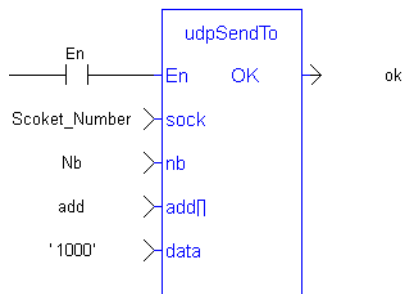 udpSendTo
En
En OK ok
Scoket_Number sock
Nb nb
add add[]
'1000' data